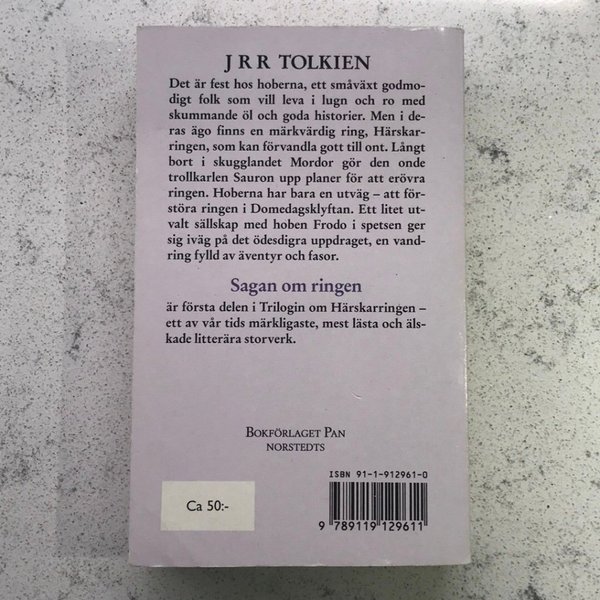 J R R TOLKIEN
Det är fest hos hoberna, ett småväxt godmo-
digt folk som vill leva i lugn och ro med
skummande öl och goda historier. Men i de-
ras ägo finns en märkvärdig ring, Härskar-
ringen, som kan förvandla gott till ont. Långt
bort i skugglandet Mordor gör den onde
trollkarlen Sauron upp planer för att erövra
ringen. Hoberna har bara en utväg – att för-
störa ringen i Domedagsklyftan. Ett litet ut-
valt sällskap med hoben Frodo i spetsen ger
sig iväg på det ödesdigra uppdraget, en vand-
ring fylld av äventyr och fasor.
Sagan om ringen
är första delen i Trilogin om Härskarringen –
ett av vår tids märkligaste, mest lästa och äls-
kade litterära storverk.
BOKFÖRLAGET PAN
NORSTEDTS
ISBN 91-1-912961-0
Ca 50:-
9 789119 129611